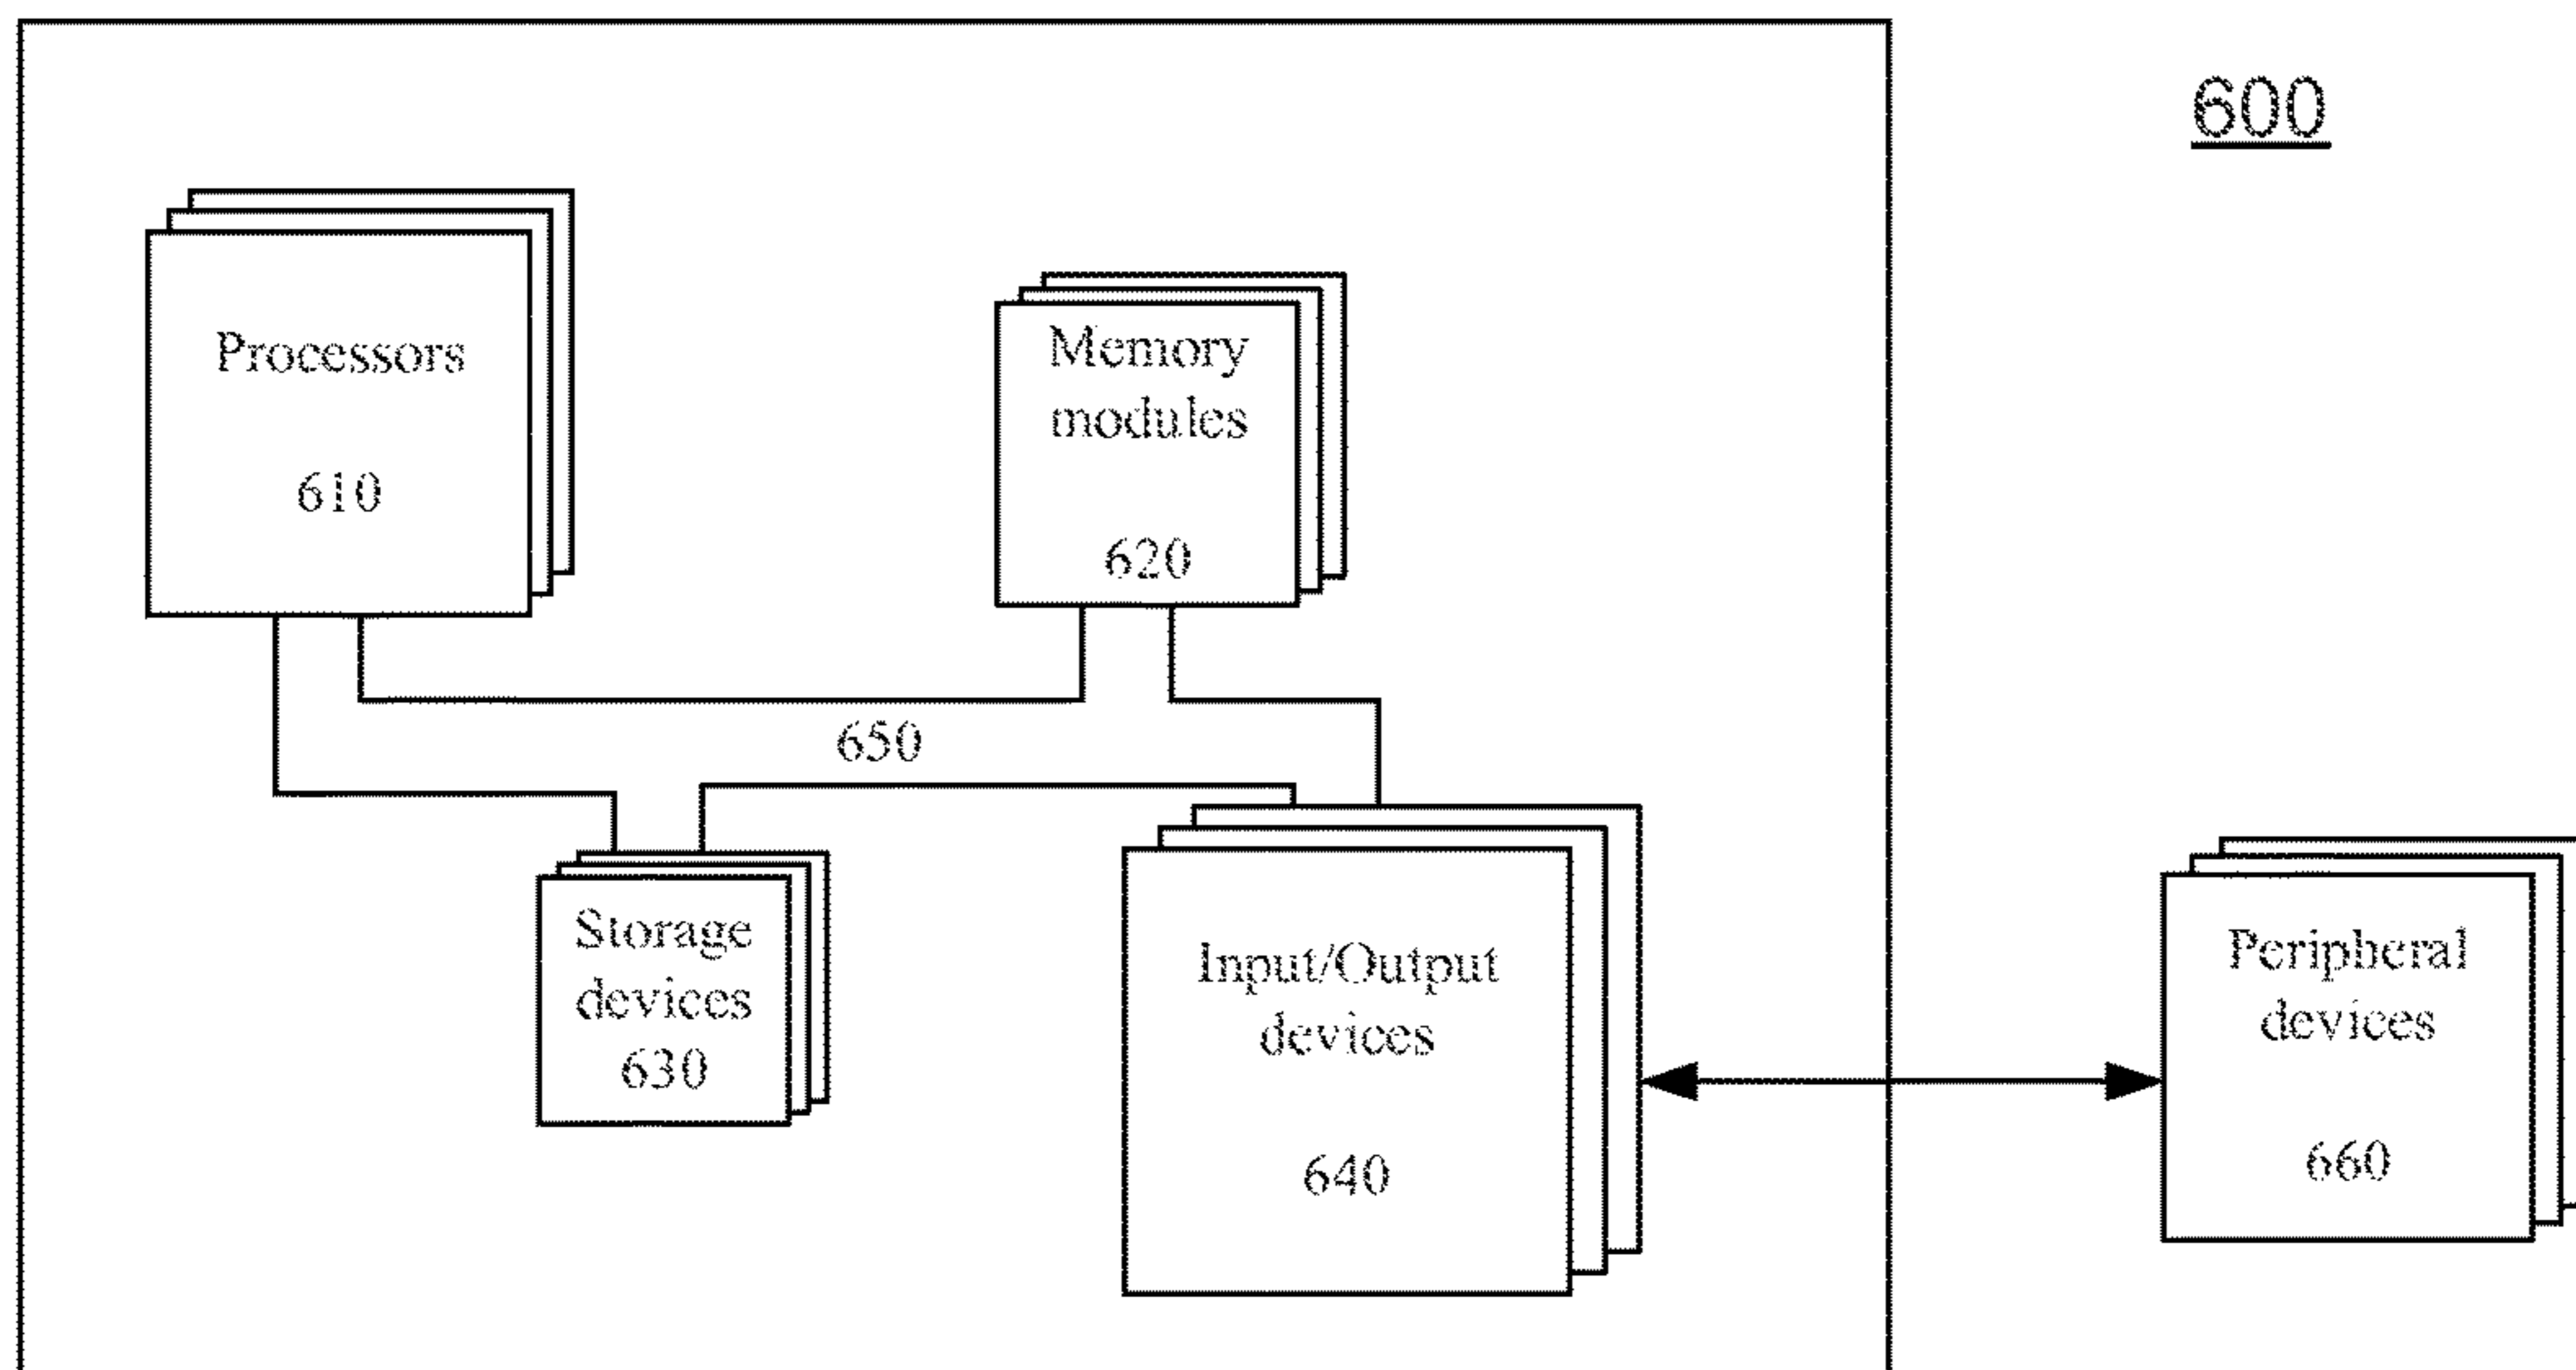 600
Processors
610
Memory
modules
620
650
Storage
devices
630
Input/Output
devices
640
Peripheral
devices
660